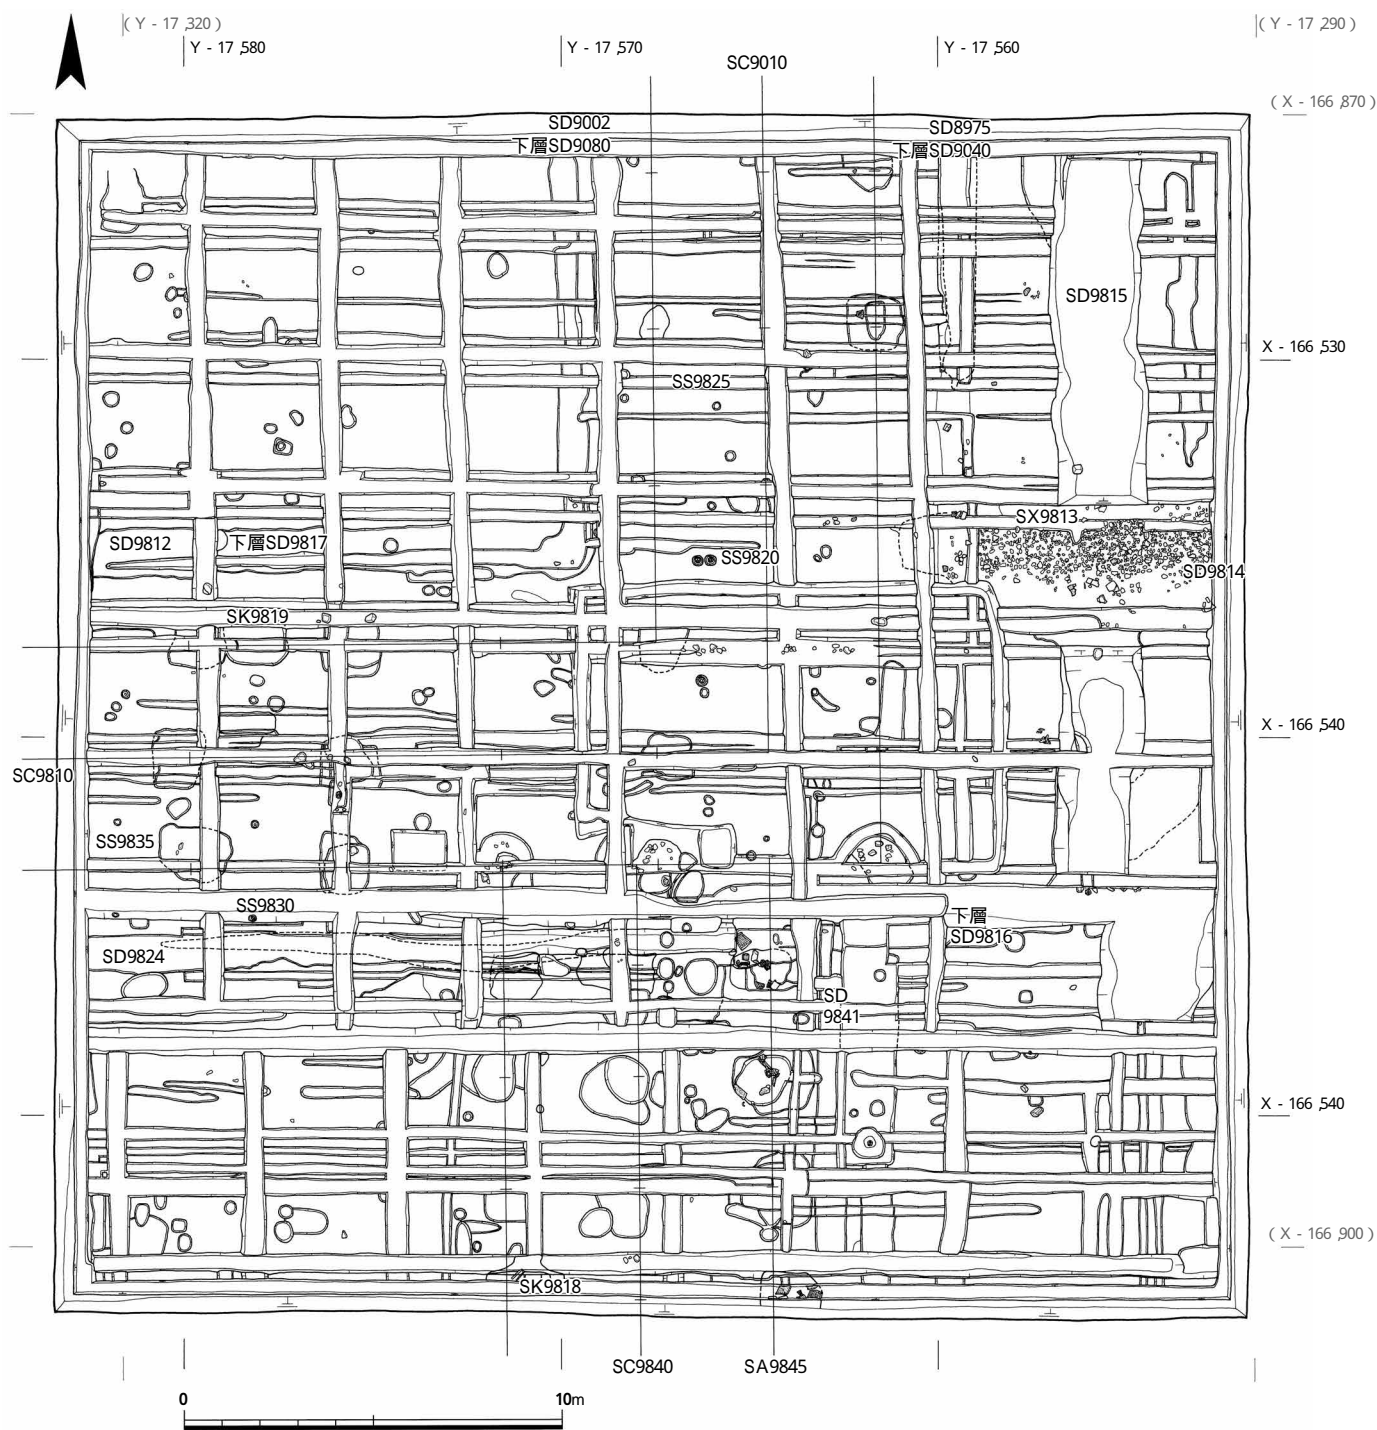 ( Y - 17 ,320 )
( Y - 17 ,290 )
Y - 17 ,580
Y - 17 ,570
Y - 17 ,560
SC9010
( X - 166 ,870 )
SD9002
SD8975
下層SD9080
下層SD9040
SD9815
X - 166 ,530
SS9825
SX9813
SD9812
下層SD9817
SS9820
SD9814
SK9819
X - 166 ,540
SC9810
SS9835
SS9830
下層
SD9816
SD9824
SD
9841
X - 166 ,540
( X - 166 ,900 )
SK9818
SC9840
SA9845
0
10m